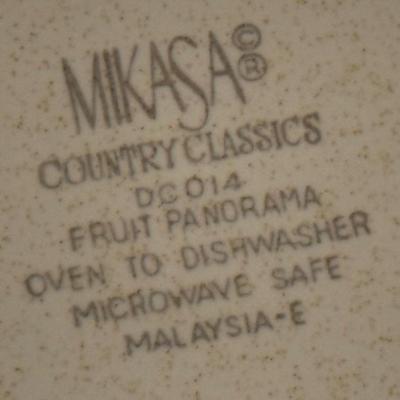 MIKASA © ®
COUNTRY CLASSICS
DC014
FRUIT PANORAMA
OVEN TO DISHWASHER
MICROWAVE SAFE
MALAYSIA-E